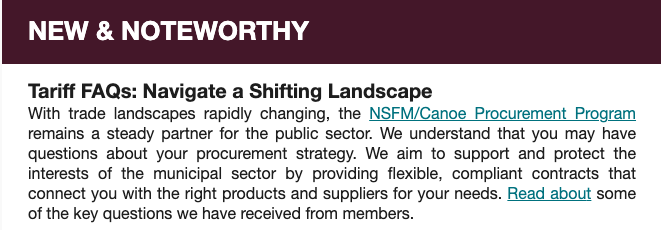 NEW & NOTEWORTHY
Tariff FAQs: Navigate a Shifting Landscape
With trade landscapes rapidly changing, the NSFM/Canoe Procurement Program
remains a steady partner for the public sector. We understand that you may have
questions about your procurement strategy. We aim to support and protect the
interests of the municipal sector by providing flexible, compliant contracts that
connect you with the right products and suppliers for your needs. Read about some
of the key questions we have received from members.